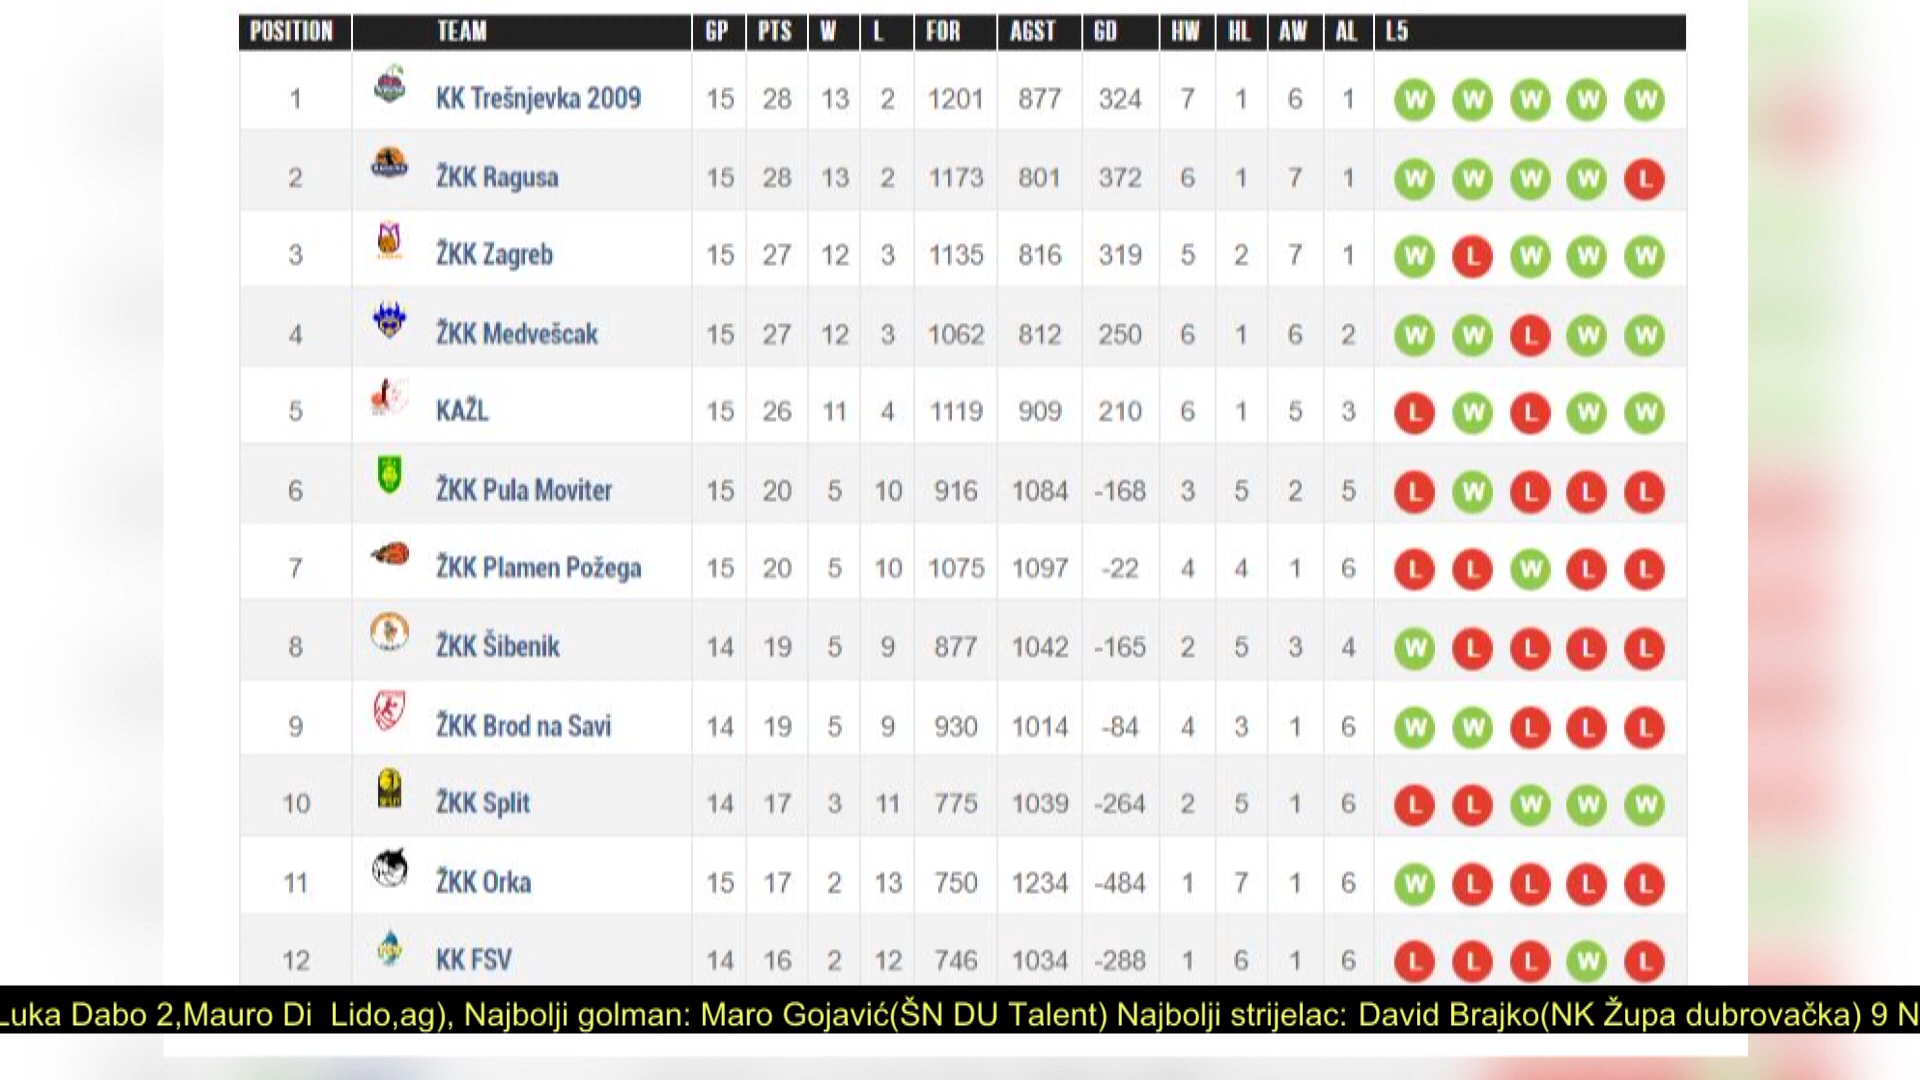 POSITION TEAM GP PTS W L FOR AGST GD HW HL AW AL L5
1 KK Trešnjevka 2009 15 28 13 2 1201 877 324 7 1 6 1 W W W W W
2 ŽKK Ragusa 15 28 13 2 1173 801 372 6 1 7 1 W W W W L
3 ŽKK Zagreb 15 27 12 3 1135 816 319 5 2 7 1 W L W W W
4 ŽKK Medvešcak 15 27 12 3 1062 812 250 6 1 6 2 W W L W W
5 KAŽL 15 26 11 4 1119 909 210 6 1 5 3 L W L W W
6 ŽKK Pula Moviter 15 20 5 10 916 1084 -168 3 5 2 5 L W L L L
7 ŽKK Plamen Požega 15 20 5 10 1075 1097 -22 4 4 1 6 L L W L L
8 ŽKK Šibenik 14 19 5 9 877 1042 -165 2 5 3 4 W L L L L
9 ŽKK Brod na Savi 14 19 5 9 930 1014 -84 4 3 1 6 W W L L L
10 ŽKK Split 14 17 3 11 775 1039 -264 2 5 1 6 L L W W W
11 ŽKK Orka 15 17 2 13 750 1234 -484 1 7 1 6 W L L L L
12 KK FSV 14 16 2 12 746 1034 -288 1 6 1 6 L L L W L
Luka Dabo 2,Mauro Di Lido,ag), Najbolji golman: Maro Gojavić(ŠN DU Talent) Najbolji strijelac: David Brajko(NK Župa dubrovačka) 9 N